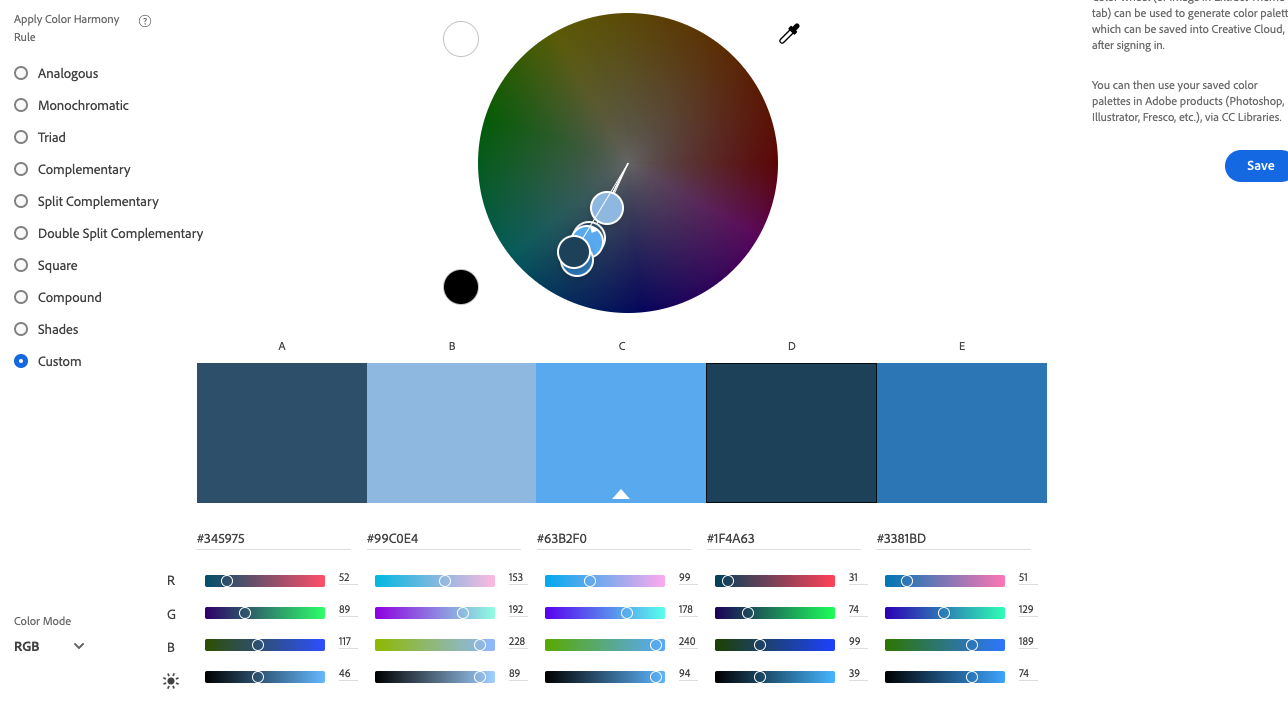 Apply Color Harmony
Rule
Analogous
Monochromatic
Triad
Complementary
Split Complementary
Double Split Complementary
Square
Compound
Shades
Custom
tab) can be used to generate color palett
which can be saved into Creative Cloud,
after signing in.
You can then use your saved color
palettes in Adobe products (Photoshop,
Illustrator, Fresco, etc.), via CC Libraries.
Save
A B C D E
#345975 #99C0E4 #63B2F0 #1F4A63 #3381BD
R 52 153 99 31 51
G 89 192 178 74 129
B 117 228 240 99 189
46 89 94 39 74
Color Mode
RGB